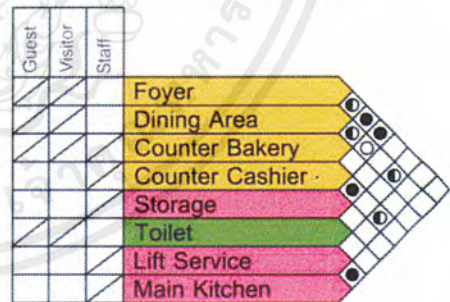 Guest
Visitor
Staff
Foyer
Dining Area
Counter Bakery
Counter Cashier
Storage
Toilet
Lift Service
Main Kitchen